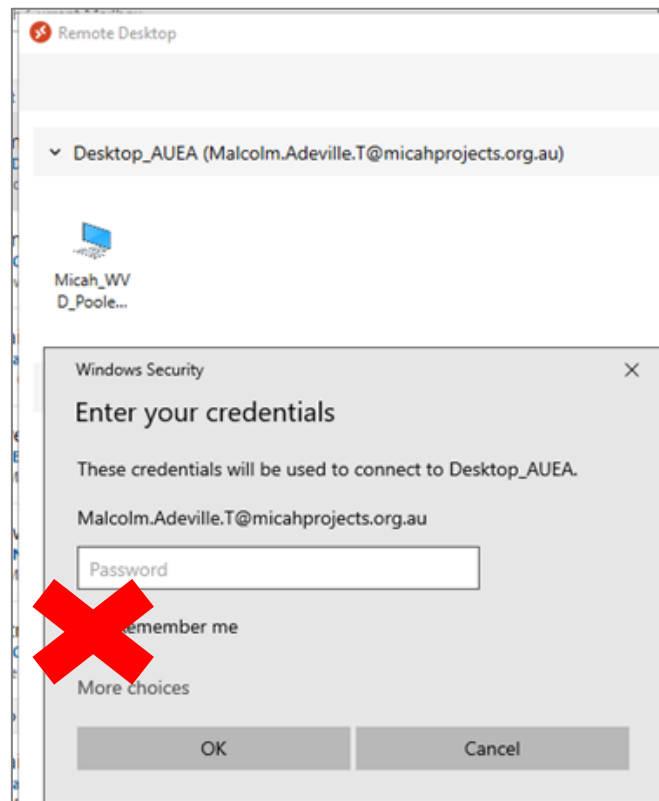 Remote Desktop
Desktop_AUEA (Malcolm.Adeville.T@micahprojects.org.au)
Micah_WV
D_Poole...
Windows Security
Enter your credentials
These credentials will be used to connect to Desktop_AUEA.
Malcolm.Adeville.T@micahprojects.org.au
Password
emember me
More choices
OK
Cancel